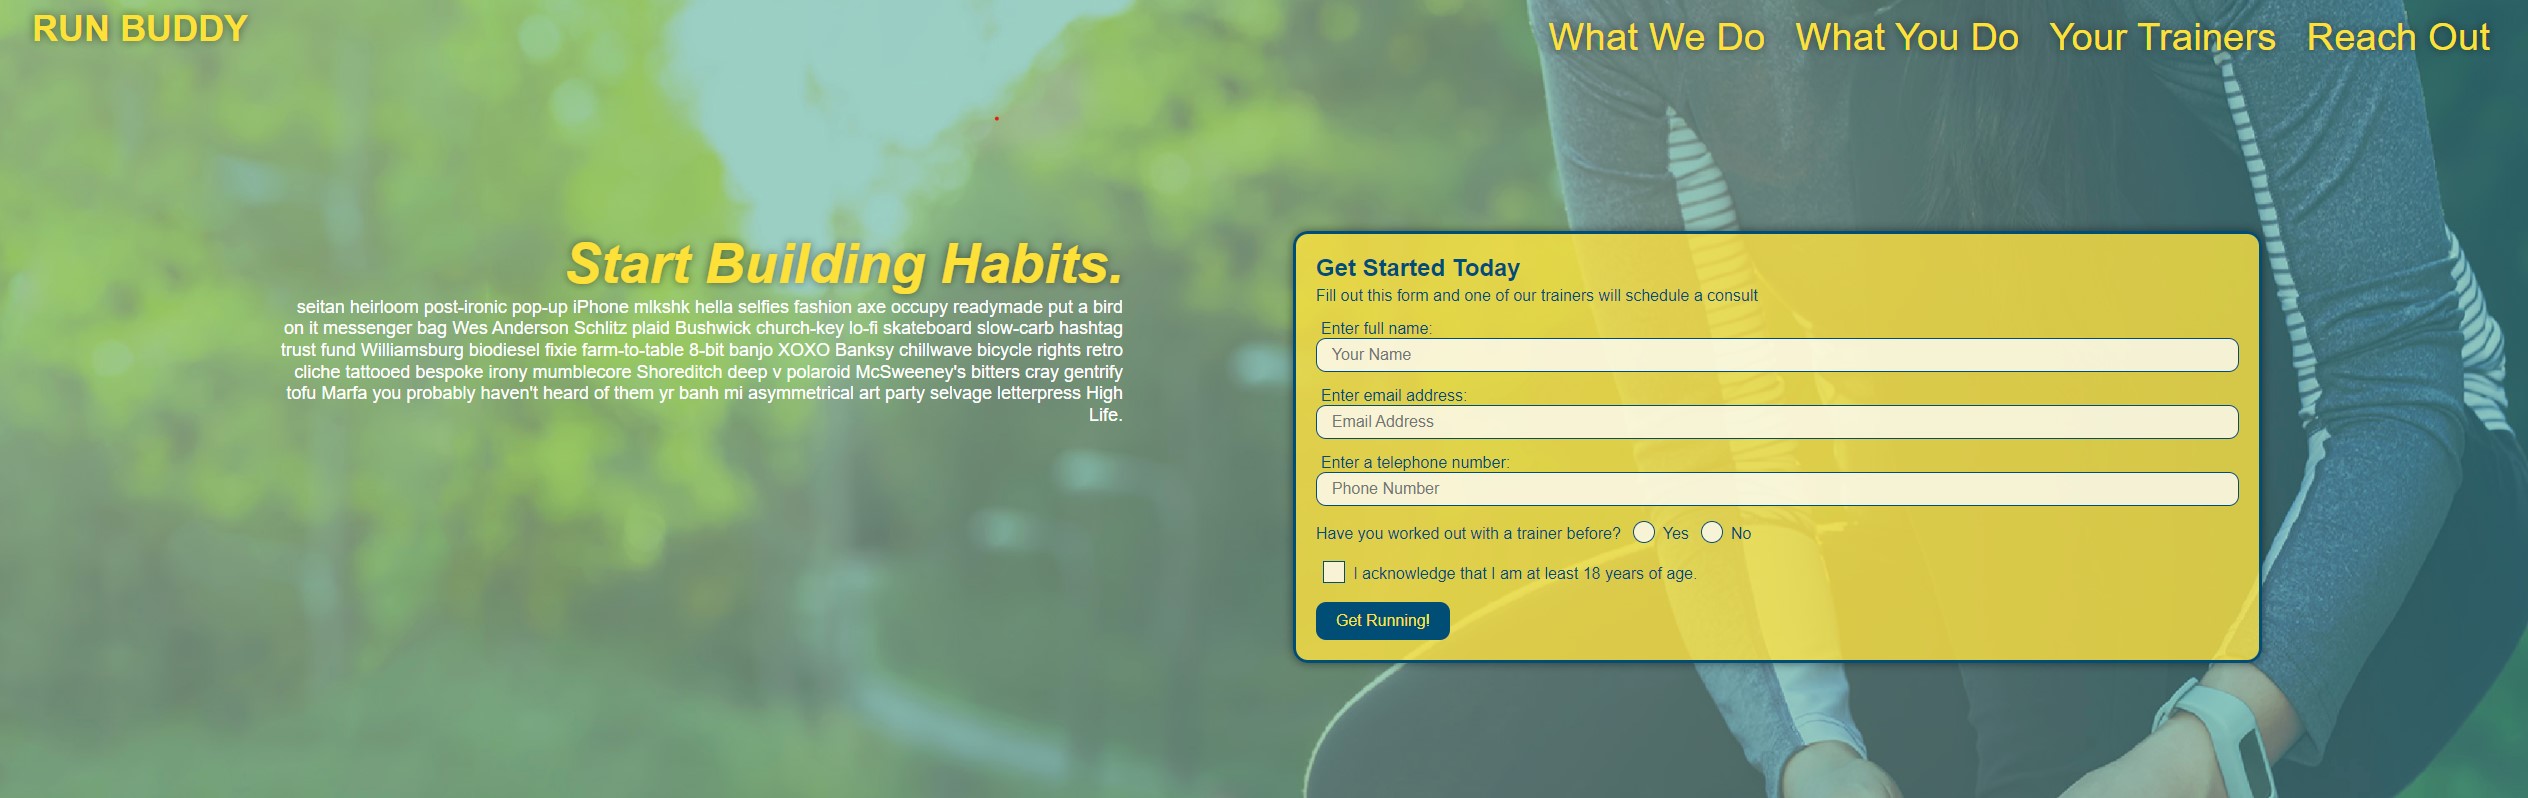 RUN BUDDY
What We Do What You Do Your Trainers Reach Out
Start Building Habits.
seitan heirloom post-ironic pop-up iPhone mlkshk hella selfies fashion axe occupy readymade put a bird
on it messenger bag Wes Anderson Schlitz plaid Bushwick church-key lo-fi skateboard slow-carb hashtag
trust fund Williamsburg biodiesel fixie farm-to-table 8-bit banjo XOXO Banksy chillwave bicycle rights retro
cliche tattooed bespoke irony mumblecore Shoreditch deep v polaroid McSweeney's bitters cray gentrify
tofu Marfa you probably haven't heard of them yr banh mi asymmetrical art party selvage letterpress High
Life.
Get Started Today
Fill out this form and one of our trainers will schedule a consult
Enter full name:
Your Name
Enter email address:
Email Address
Enter a telephone number:
Phone Number
Have you worked out with a trainer before? Yes No
I acknowledge that I am at least 18 years of age.
Get Running!